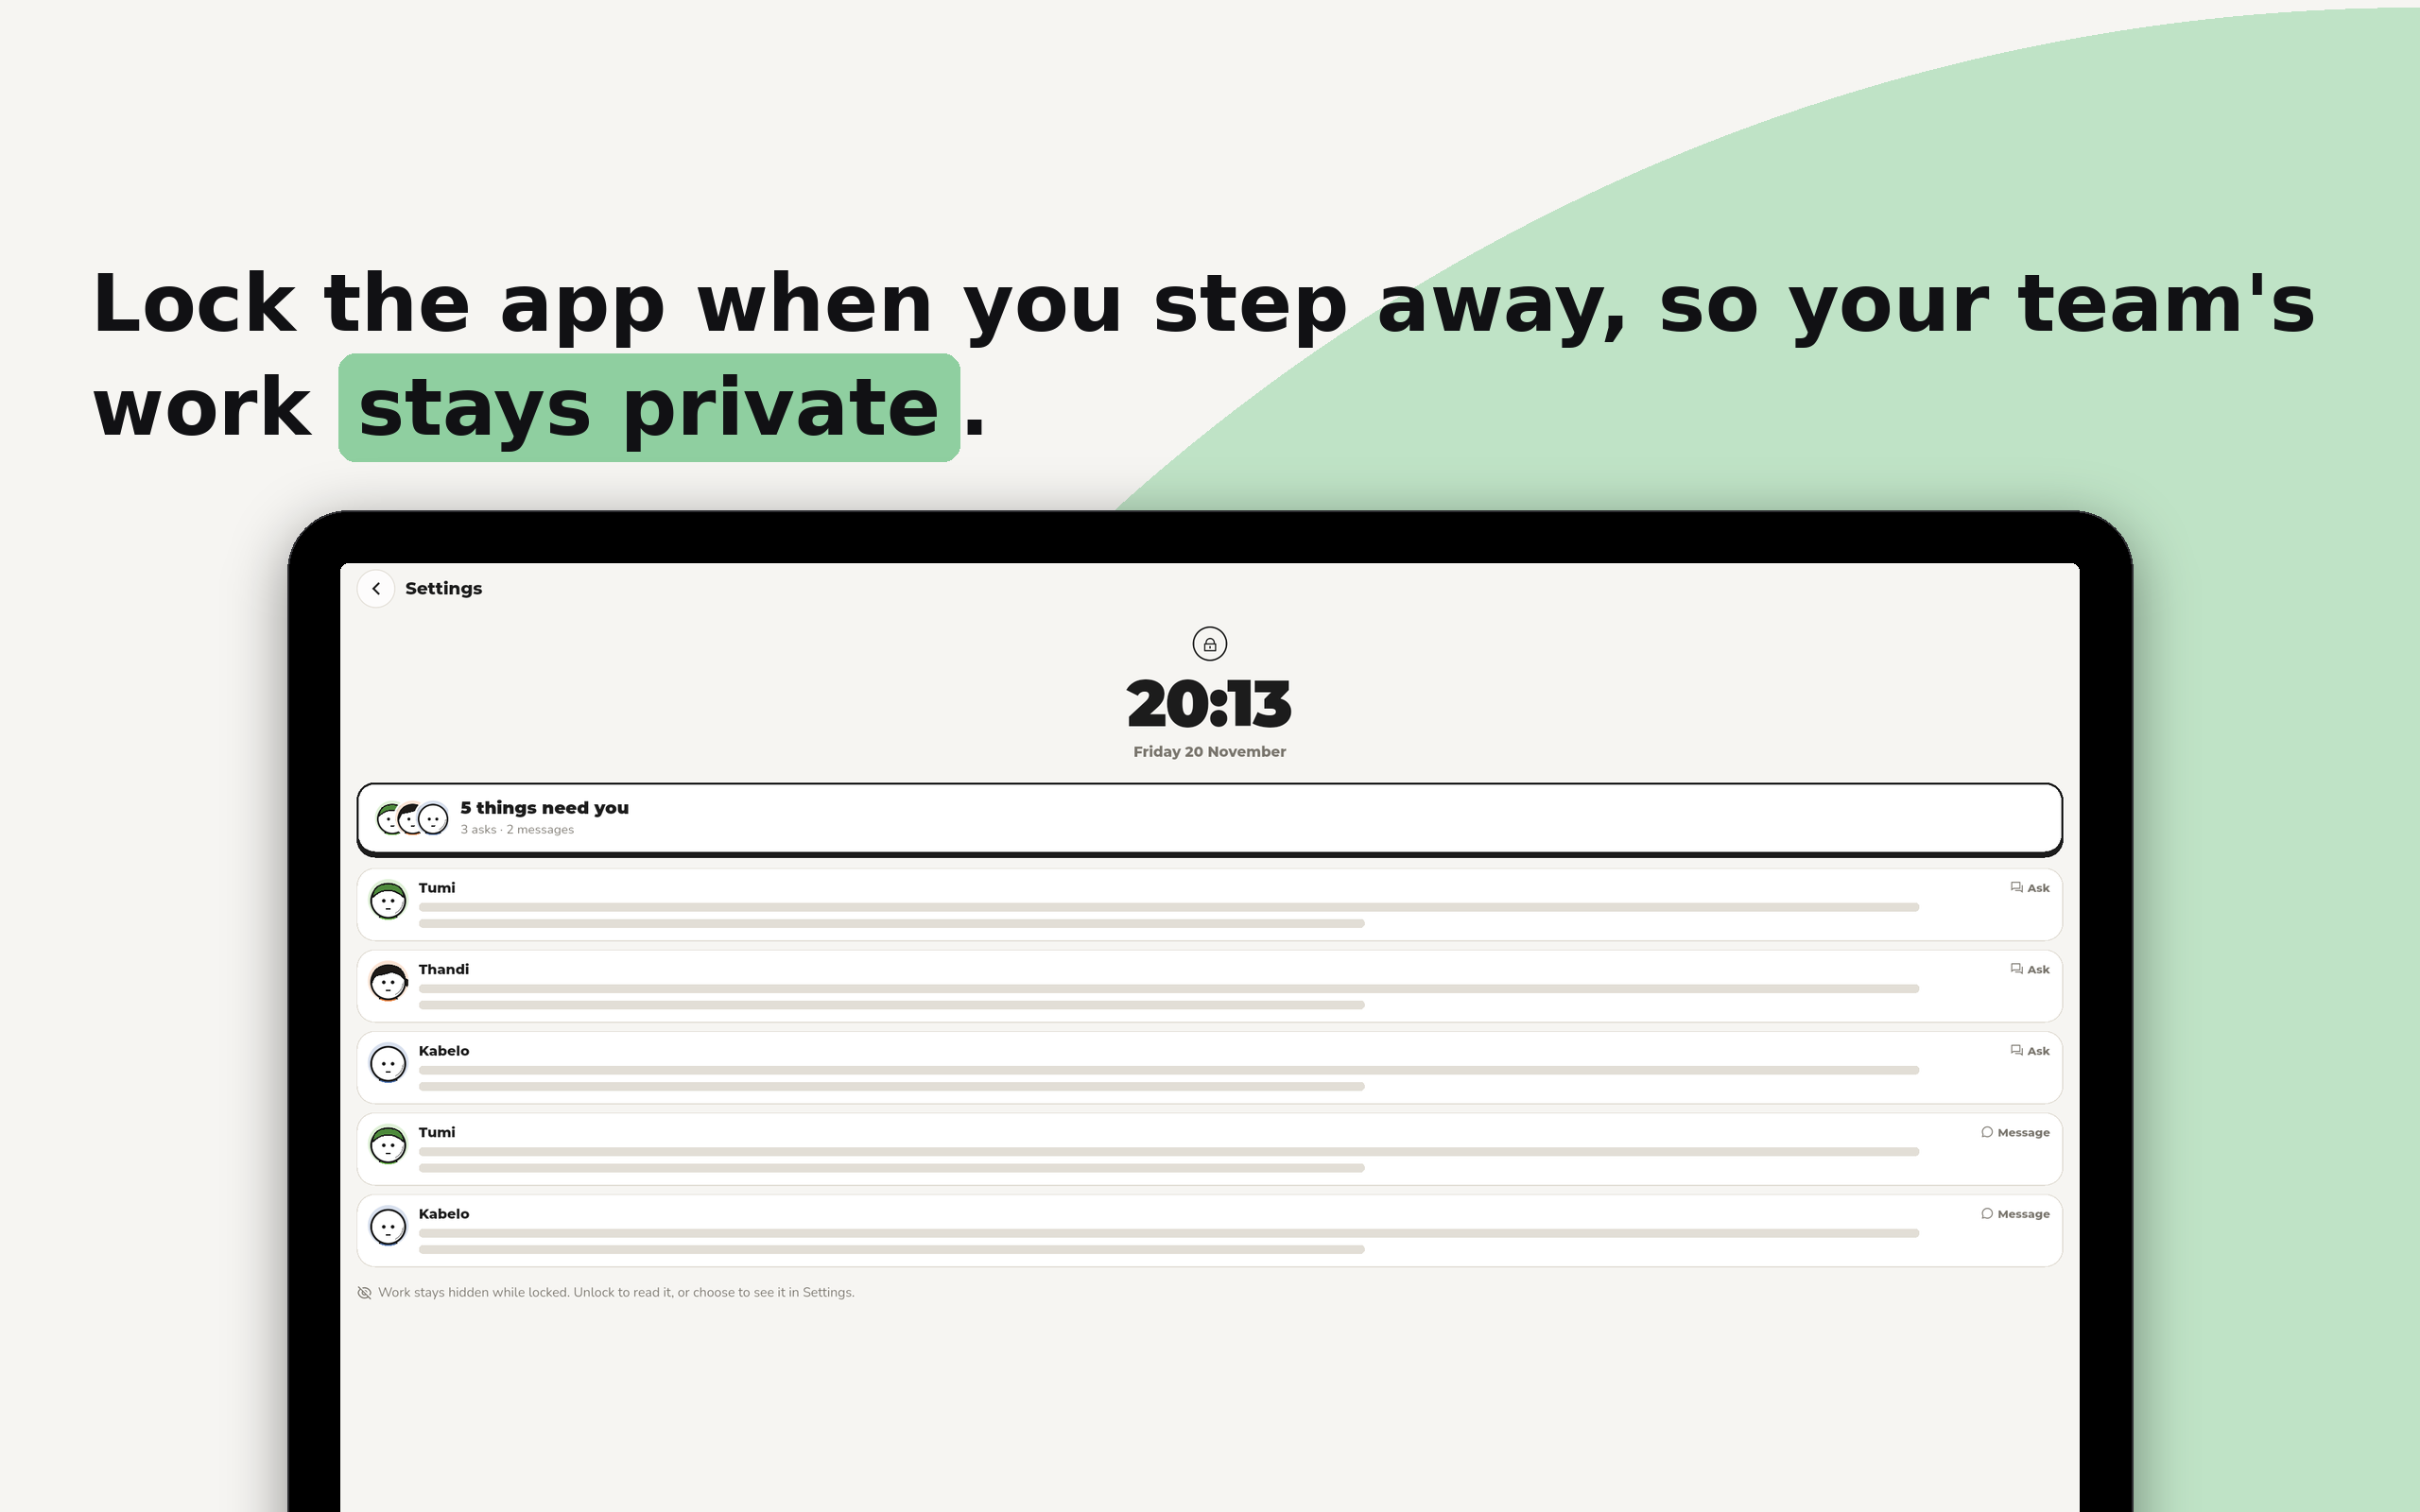 Lock the app when you step away, so your team's
work stays private.
Settings
20:13
Friday 20 November
5 things need you
3 asks · 2 messages
Tumi
Ask
Thandi
Ask
Kabelo
Ask
Tumi
Message
Kabelo
Message
Work stays hidden while locked. Unlock to read it, or choose to see it in Settings.